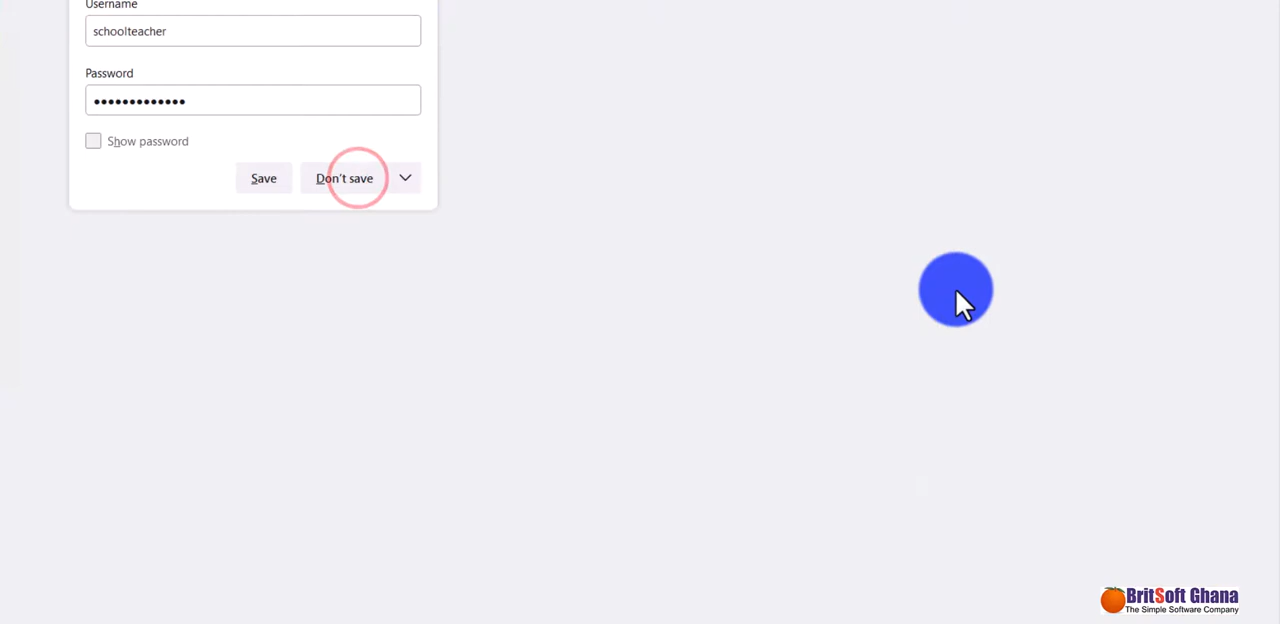 Username
schoolteacher
Password
•••••••••••••
Show password
Save
Don't save
BritSoft Ghana
The Simple Software Company